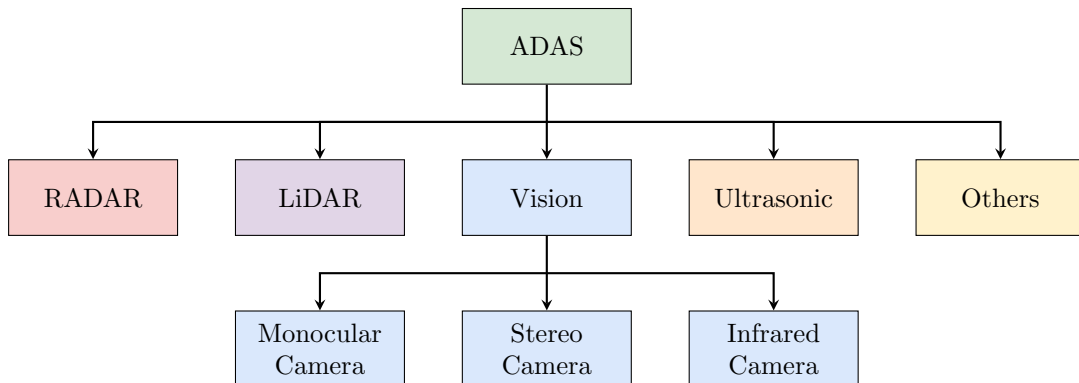 ADAS
RADAR
LiDAR
Vision
Ultrasonic
Others
Monocular
Camera
Stereo
Camera
Infrared
Camera